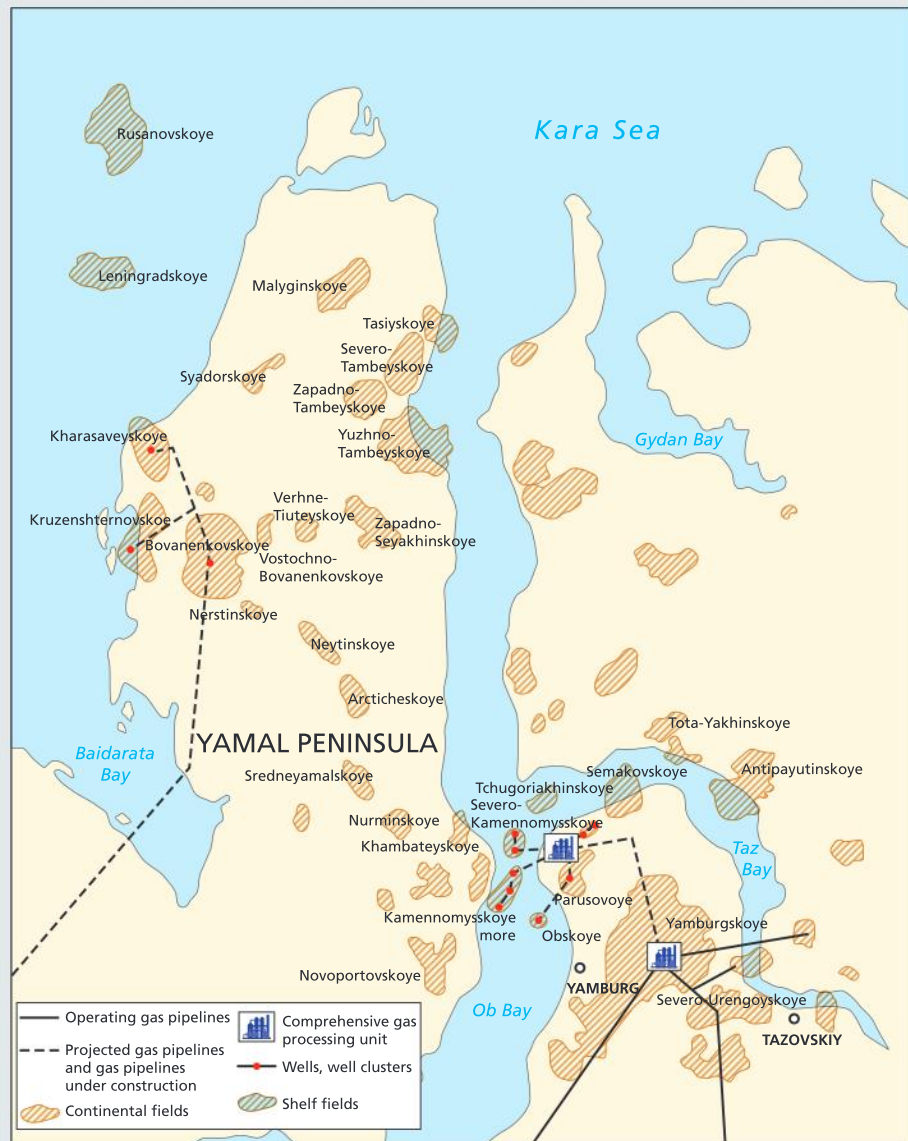 Kara Sea
Rusanovskoye
Leningradskoye
Malyginskoye
Tasiyskoye
Severo-
Tambeyskoye
Syadorskoye
Zapadno-
Tambeyskoye
Kharasaveyskoye
Yuzhno-
Tambeyskoye
Gydan Bay
Verhne-
Tiuteyskoye
Kruzenshternovskoe
Zapadno-
Seyakhinskoye
Bovanenkovskoye
Vostochno-
Bovanenkovskoye
Nerstinskoye
Neytinskoye
Arcticheskoye
Tota-Yakhinskoye
YAMAL PENINSULA
Baidarata
Bay
Sredneyamalskoye
Semakovskoye
Antipayutinskoye
Tchugoriakhinskoye
Severo-
Kamennomysskoye
Nurminskoye
Khambateyskoye
Taz
Bay
Parusovoye
Kamennomysskoye
more
Obskoye
Yamburgskoye
Novoportovskoye
YAMBURG
Severo-Urengoyskoye
Ob Bay
TAZOVSKIY
Operating gas pipelines
Projected gas pipelines
and gas pipelines
under construction
Continental fields
Comprehensive gas
processing unit
Wells, well clusters
Shelf fields